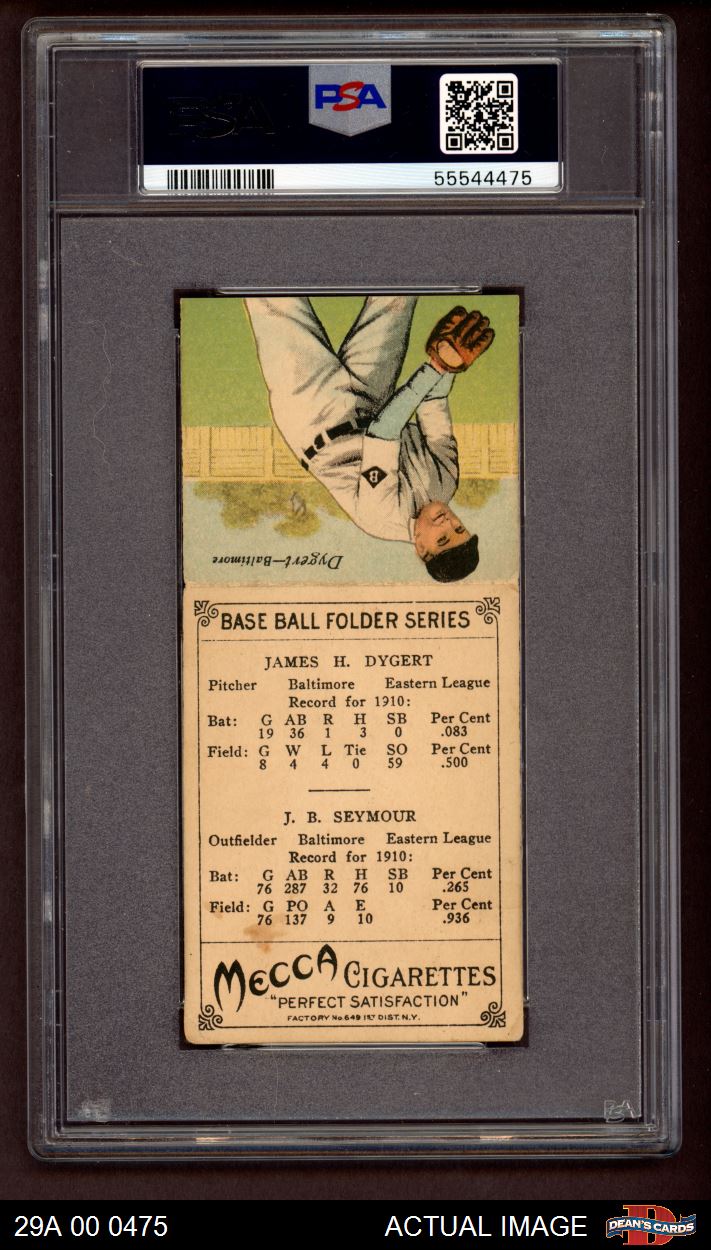 PSA
PSA
55544475
B
Dygert—Baltimore
BASE BALL FOLDER SERIES
JAMES H. DYGERT
Pitcher Baltimore Eastern League
Record for 1910:
Bat: G AB R H SB Per Cent
19 36 1 3 0 .083
Field: G W L Tie SO Per Cent
8 4 4 0 59 .500
J. B. SEYMOUR
Outfielder Baltimore Eastern League
Record for 1910:
Bat: G AB R H SB Per Cent
76 287 32 76 10 .265
Field: G PO A E Per Cent
76 137 9 10 .936
MECCA CIGARETTES
"PERFECT SATISFACTION"
FACTORY No. 649 1ST DIST. N.Y.
PSA
29A 00 0475 ACTUAL IMAGE DEAN'S CARDS